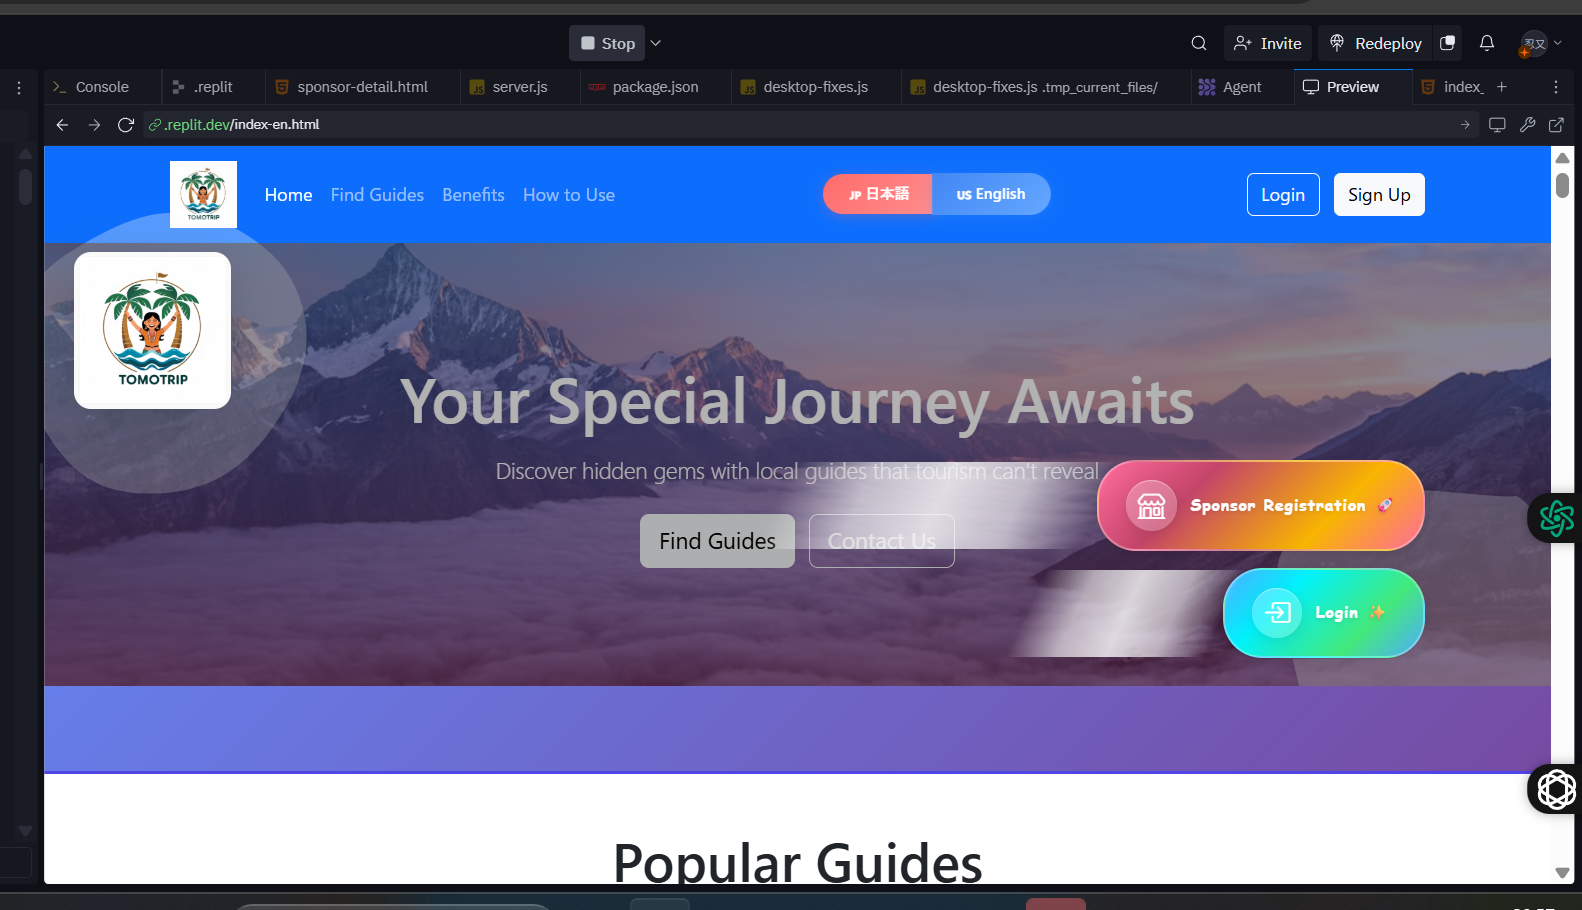 Stop
Invite
Redeploy
Console
.replit
sponsor-detail.html
server.js
package.json
desktop-fixes.js
desktop-fixes.js .tmp_current_files/
Agent
Preview
index_
.replit.dev/index-en.html
TOMOTRIP
Home
Find Guides
Benefits
How to Use
JP 日本語
US English
Login
Sign Up
TOMOTRIP
Your Special Journey Awaits
Discover hidden gems with local guides that tourism can't reveal
Sponsor Registration 🚀
Find Guides
Contact Us
Login ✨
Popular Guides